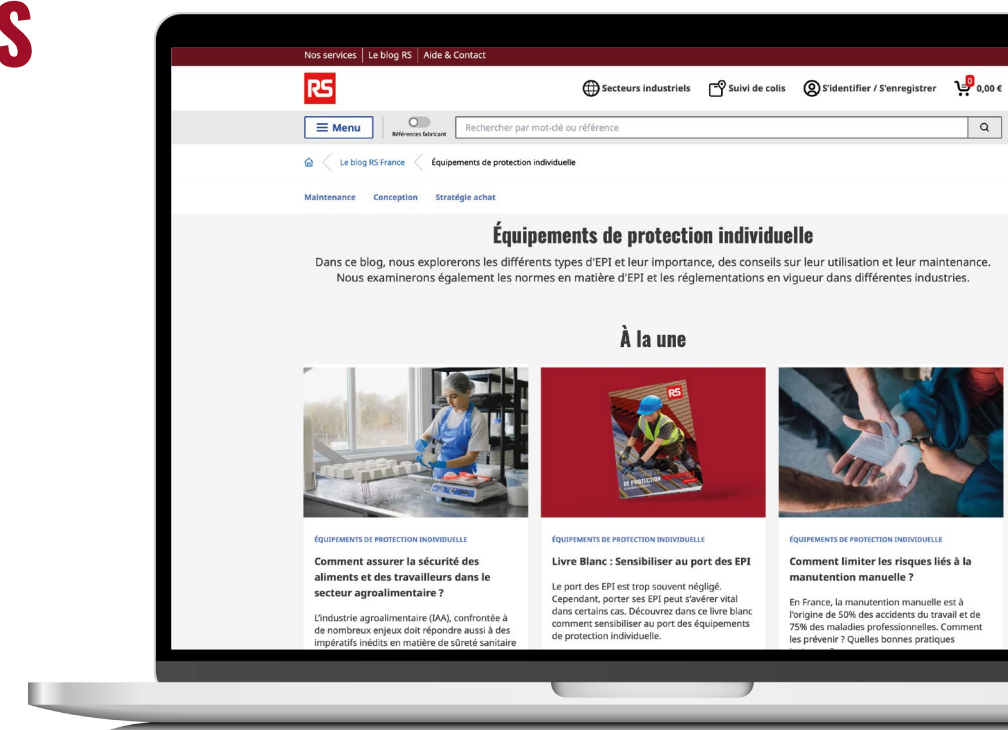 S
Nos services | Le blog RS | Aide & Contact
RS
Secteurs industriels
Suivi de colis
S'identifier / S'enregistrer
0
0,00 €
Menu
Références fabricant
Rechercher par mot-clé ou référence
Le blog RS France
Équipements de protection individuelle
Maintenance
Conception
Stratégie achat
Équipements de protection individuelle
Dans ce blog, nous explorerons les différents types d'EPI et leur importance, des conseils sur leur utilisation et leur maintenance.
Nous examinerons également les normes en matière d'EPI et les réglementations en vigueur dans différentes industries.
À la une
RS
DE PROTECTION
ÉQUIPEMENTS DE PROTECTION INDIVIDUELLE
Comment assurer la sécurité des
aliments et des travailleurs dans le
secteur agroalimentaire ?
L'industrie agroalimentaire (IAA), confrontée à
de nombreux enjeux doit répondre aussi à des
impératifs inédits en matière de sûreté sanitaire
ÉQUIPEMENTS DE PROTECTION INDIVIDUELLE
Livre Blanc : Sensibiliser au port des EPI
Le port des EPI est trop souvent négligé.
Cependant, porter ses EPI peut s'avérer vital
dans certains cas. Découvrez dans ce livre blanc
comment sensibiliser au port des équipements
de protection individuelle.
ÉQUIPEMENTS DE PROTECTION INDIVIDUELLE
Comment limiter les risques liés à la
manutention manuelle ?
En France, la manutention manuelle est à
l'origine de 50% des accidents du travail et de
75% des maladies professionnelles. Comment
les prévenir ? Quelles bonnes pratiques